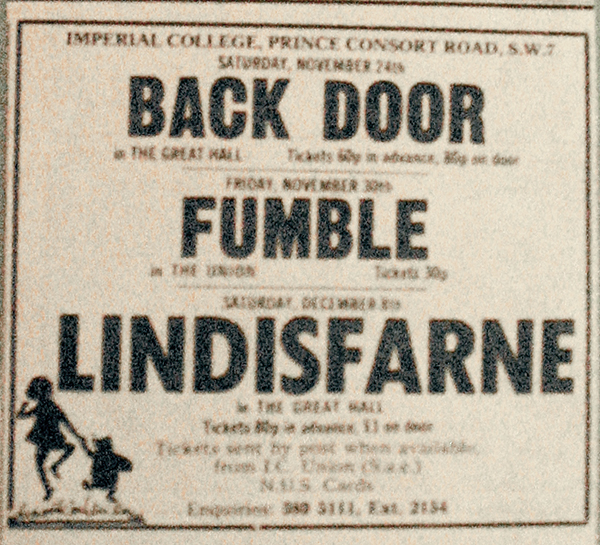 IMPERIAL COLLEGE, PRINCE CONSORT ROAD, S.W.7
SATURDAY, NOVEMBER 24th
BACK DOOR
in THE GREAT HALL Tickets 60p in advance, 80p on door
FRIDAY, NOVEMBER 30th
FUMBLE
in THE UNION Tickets 30p
SATURDAY, DECEMBER 8th
LINDISFARNE
in THE GREAT HALL
Tickets 80p in advance, £1 on door
Tickets sent by post when available,
from I.C. Union (S.a.e.)
N.U.S. Cards
Enquiries: 589 5111, Ext. 2154